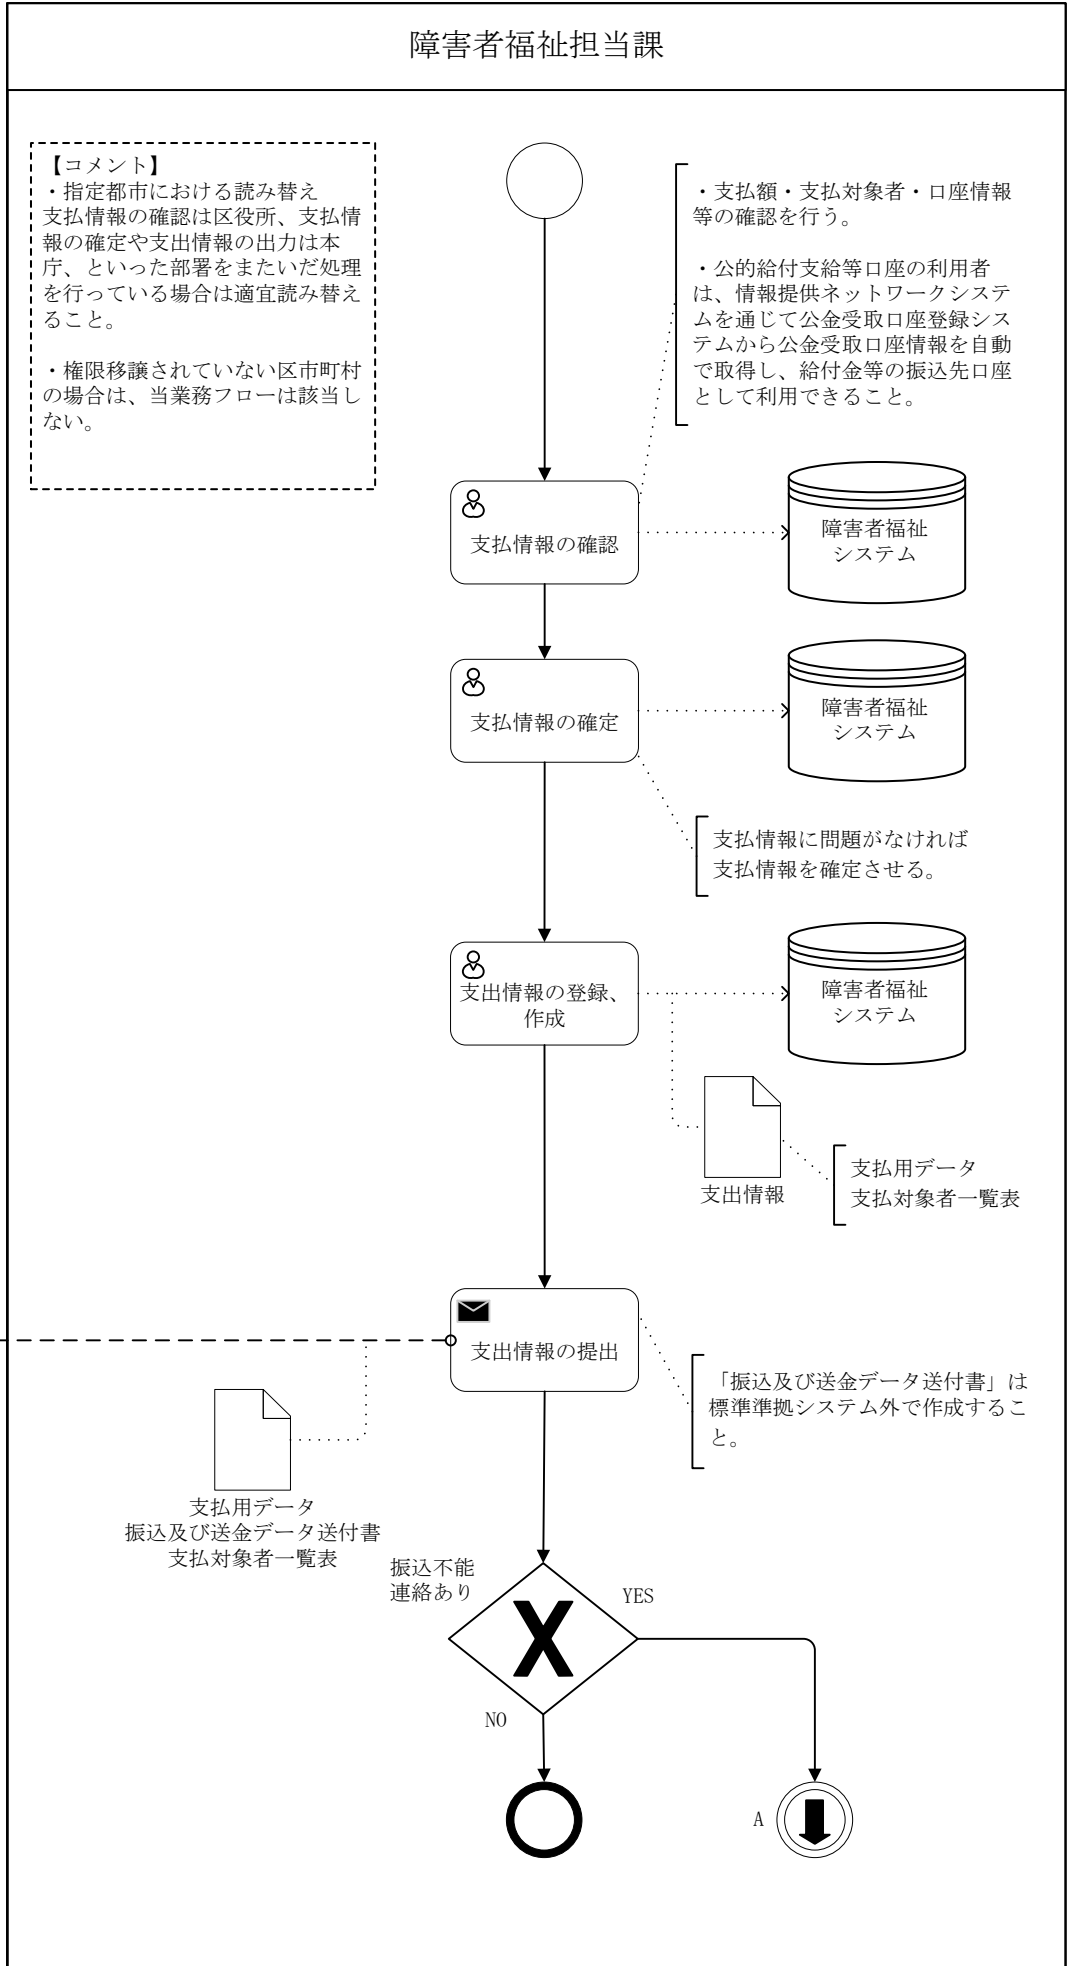 障害者福祉担当課
【コメント】
・指定都市における読み替え
支払情報の確認は区役所、支払情
報の確定や支出情報の出力は本
庁、といった部署をまたいだ処理
を行っている場合は適宜読み替え
ること。
・権限移譲されていない区市町村
の場合は、当業務フローは該当し
ない。
・支払額・支払対象者・口座情報
等の確認を行う。
・公的給付支給等口座の利用者
は、情報提供ネットワークシステ
ムを通じて公金受取口座登録シス
テムから公金受取口座情報を自動
で取得し、給付金等の振込先口座
として利用できること。
支払情報の確認
障害者福祉
システム
支払情報の確定
障害者福祉
システム
支払情報に問題がなければ
支払情報を確定させる。
支出情報の登録、
作成
障害者福祉
システム
支出情報
支払用データ
支払対象者一覧表
支出情報の提出
「振込及び送金データ送付書」は
標準準拠システム外で作成するこ
と。
支払用データ
振込及び送金データ送付書
支払対象者一覧表
振込不能
連絡あり
YES
NO
A